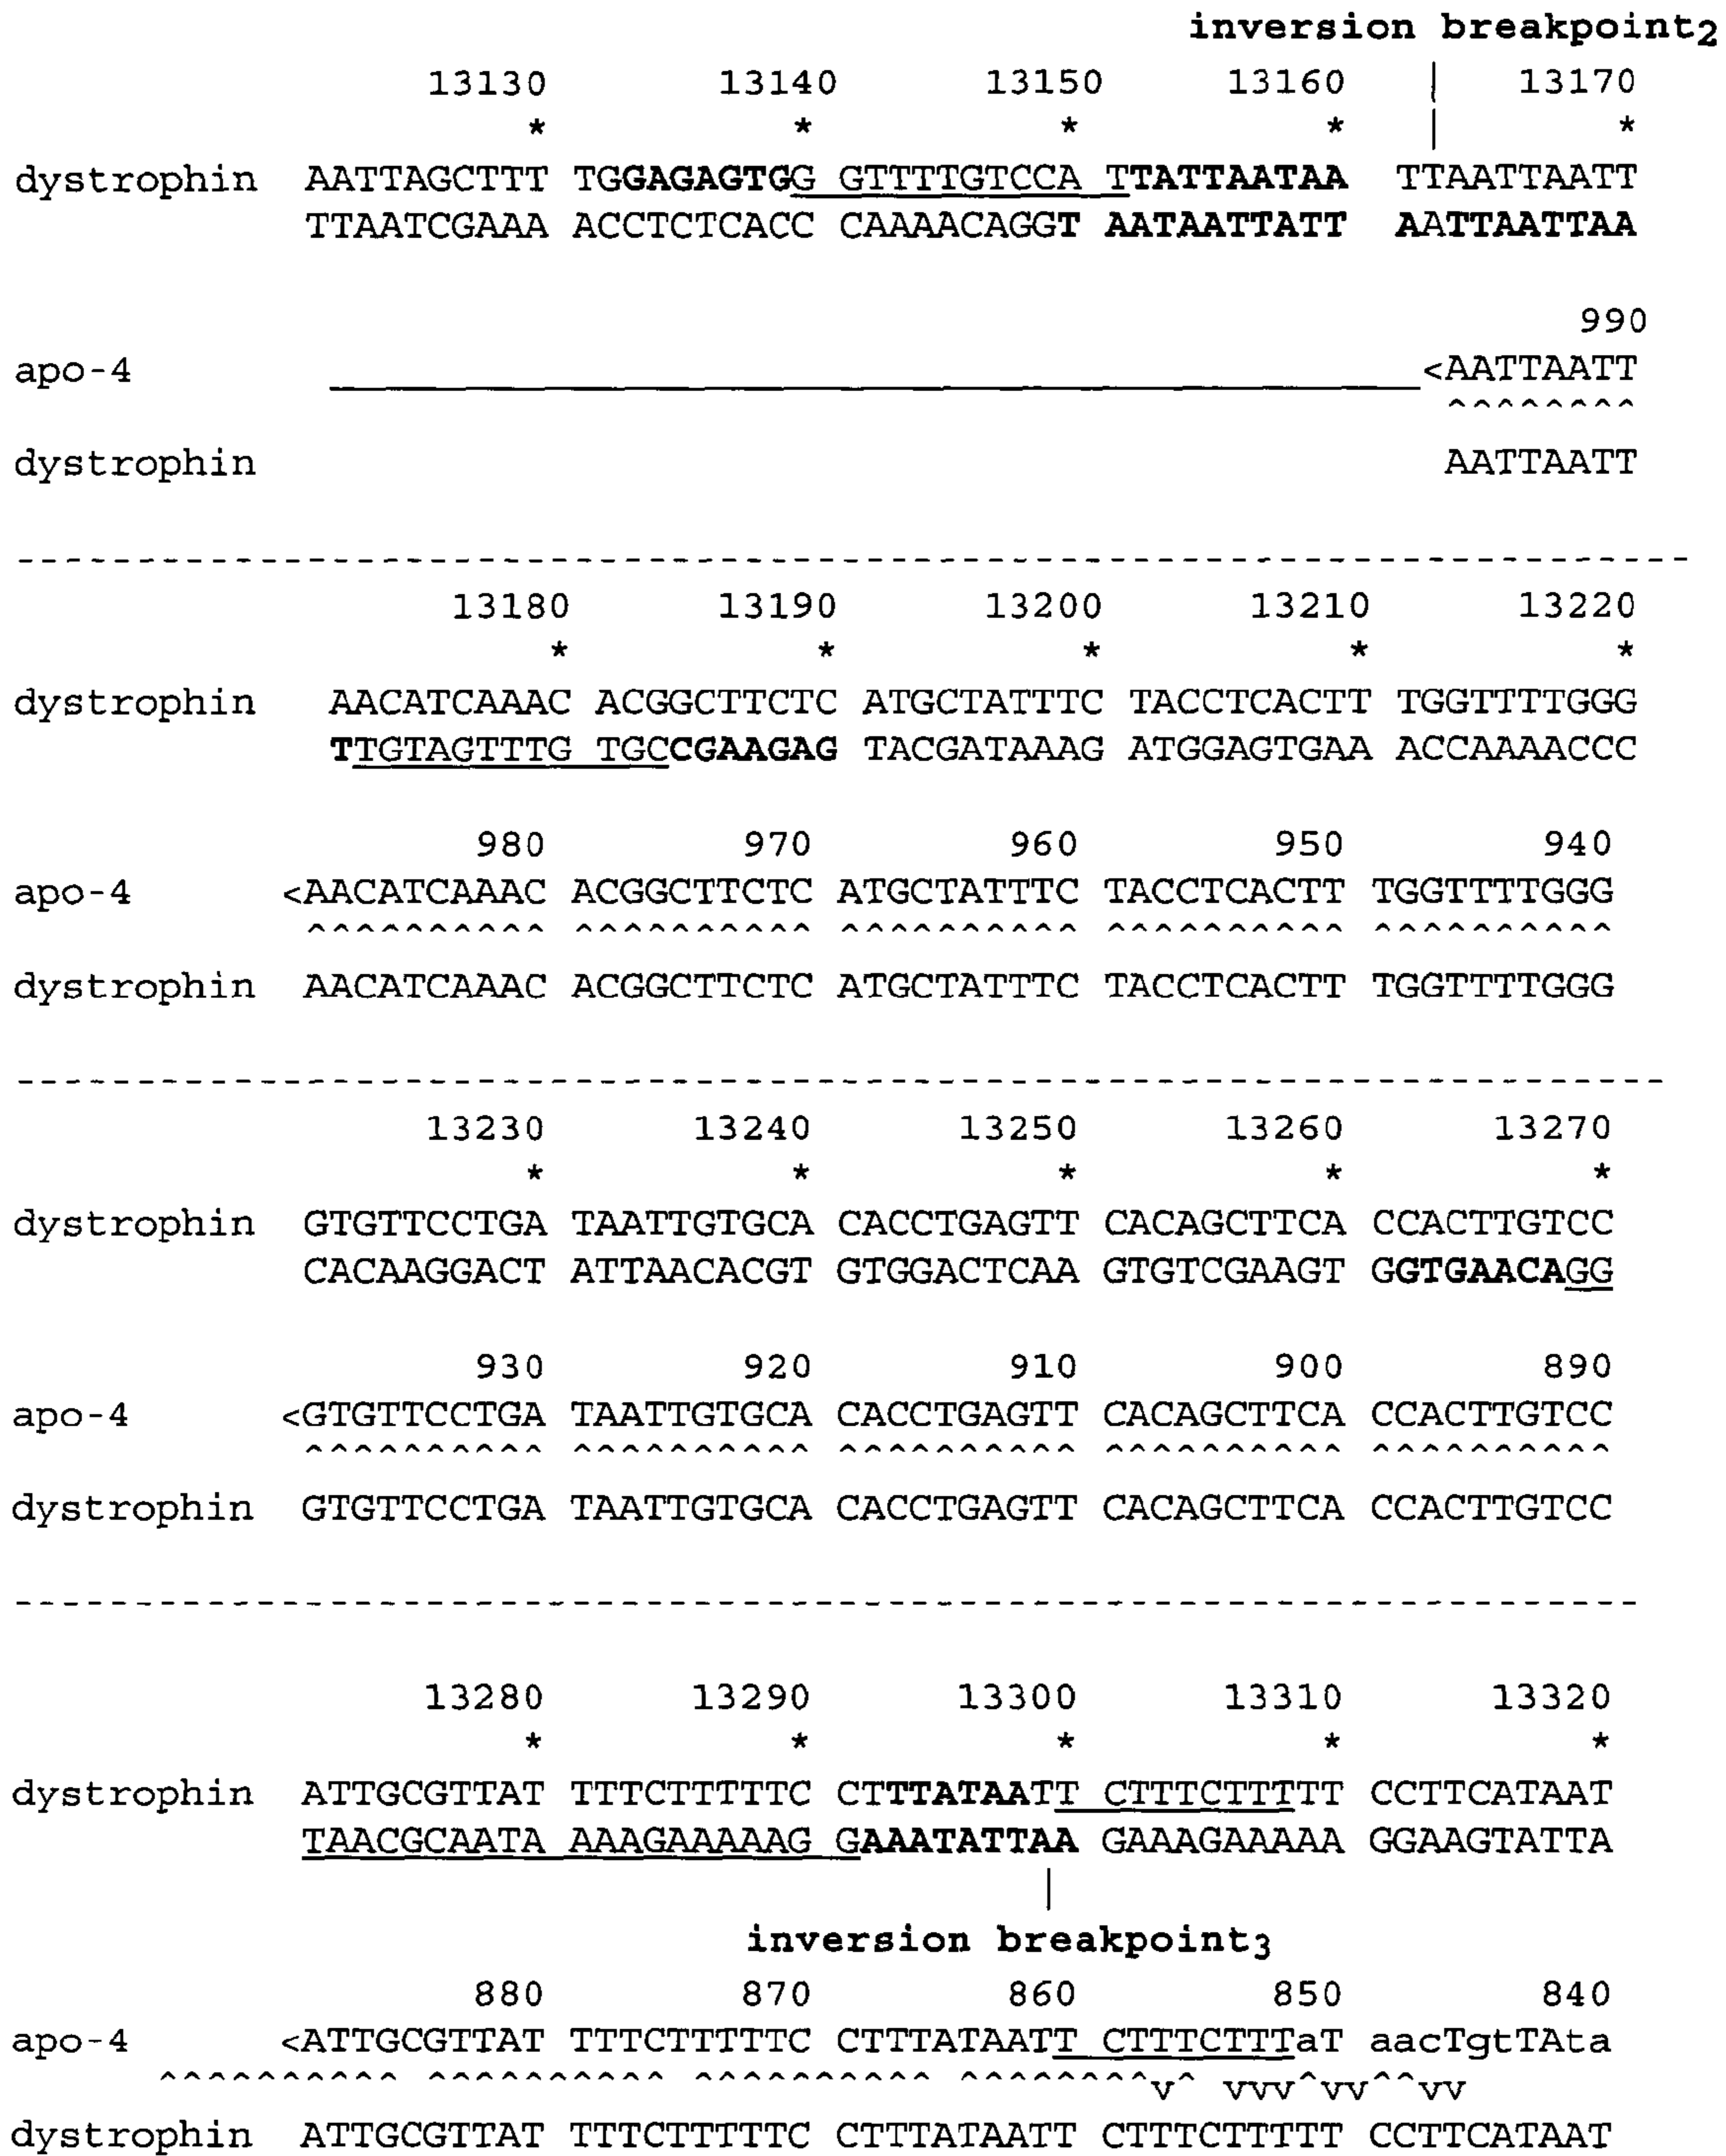 inversion breakpoint2
13130 13140 13150 13160 | 13170
* * * * | *
dystrophin AATTAGCTTT TGGAGAGTGG GTTTTGTCCA TTATTAATAA TTAATTAATT
TTAATCGAAA ACCTCTCACC CAAAACAGGT AATAATTATT AATTAATTAA
990
apo-4 <AATTAATT
^^^^^^^^
dystrophin AATTAATT
13180 13190 13200 13210 13220
* * * * *
dystrophin AACATCAAAC ACGGCTTCTC ATGCTATTTC TACCTCACTT TGGTTTTGGG
TTGTAGTTTG TGCCGAAGAG TACGATAAAG ATGGAGTGAA ACCAAAACCC
980 970 960 950 940
apo-4 <AACATCAAAC ACGGCTTCTC ATGCTATTTC TACCTCACTT TGGTTTTGGG
^^^^^^^^^^ ^^^^^^^^^^ ^^^^^^^^^^ ^^^^^^^^^^ ^^^^^^^^^^
dystrophin AACATCAAAC ACGGCTTCTC ATGCTATTTC TACCTCACTT TGGTTTTGGG
13230 13240 13250 13260 13270
* * * * *
dystrophin GTGTTCCTGA TAATTGTGCA CACCTGAGTT CACAGCTTCA CCACTTGTCC
CACAAGGACT ATTAACACGT GTGGACTCAA GTGTCGAAGT GGTGAACAGG
930 920 910 900 890
apo-4 <GTGTTCCTGA TAATTGTGCA CACCTGAGTT CACAGCTTCA CCACTTGTCC
^^^^^^^^^^ ^^^^^^^^^^ ^^^^^^^^^^ ^^^^^^^^^^ ^^^^^^^^^^
dystrophin GTGTTCCTGA TAATTGTGCA CACCTGAGTT CACAGCTTCA CCACTTGTCC
13280 13290 13300 13310 13320
* * * * *
dystrophin ATTGCGTTAT TTTCTTTTTC CTTTATAATT CTTTCTTTTT CCTTCATAAT
TAACGCAATA AAAGAAAAAG GAAATATTAA GAAAGAAAAA GGAAGTATTA
|
inversion breakpoint3
880 870 860 850 840
apo-4 <ATTGCGTTAT TTTCTTTTTC CTTTATAATT CTTTCTTTaT aacTgtTAta
^^^^^^^^^^ ^^^^^^^^^^ ^^^^^^^^^^ ^^^^^^^^v^ vvv^vv^^vv
dystrophin ATTGCGTTAT TTTCTTTTTC CTTTATAATT CTTTCTTTTT CCTTCATAAT